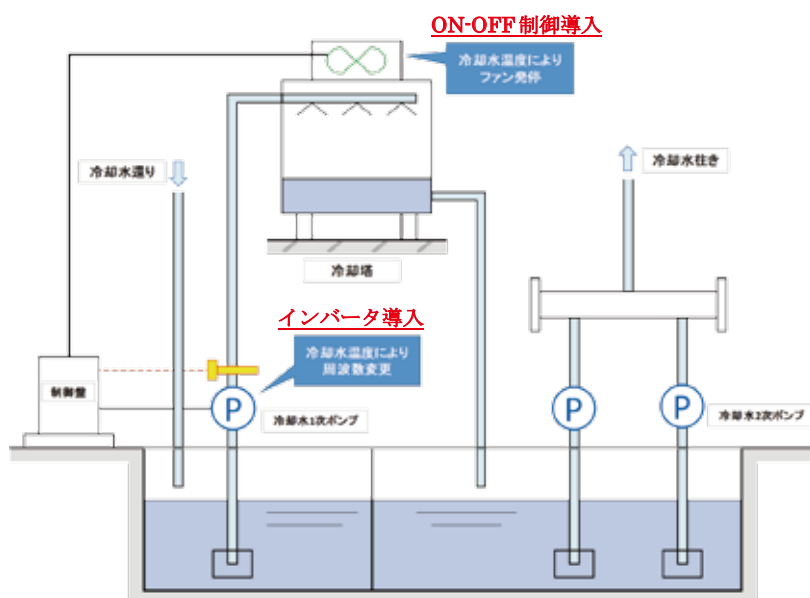 ON-OFF 制御導入
冷却水温度により
ファン発停
冷却水還り
冷却水往き
冷却塔
インバータ導入
冷却水温度により
周波数変更
制御盤
P
P
P
冷却水1次ポンプ
冷却水2次ポンプ